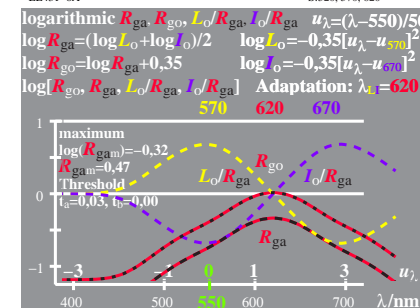 logarithmic Rga, Rgo, Lo/Rga, Io/Rga uλ=(λ−550)/50
logRga=(logLo+logIo)/2 logLo=−0,35[uλ−u570]²
logRgo=logRga+0,35 logIo=−0,35[uλ−u670]²
log[Rgo, Rga, Lo/Rga, Io/Rga] Adaptation: λLI=620
570 620 670
1
maximum
log(Rgam)=−0,32
Rgam=0,47
Threshold
ta=0,03, tb=0,00
Lo/Rga Rgo Io/Rga
0
Rga
−1
−3 −1 0 1 3 uλ
400 500 550 600 700 λ/nm